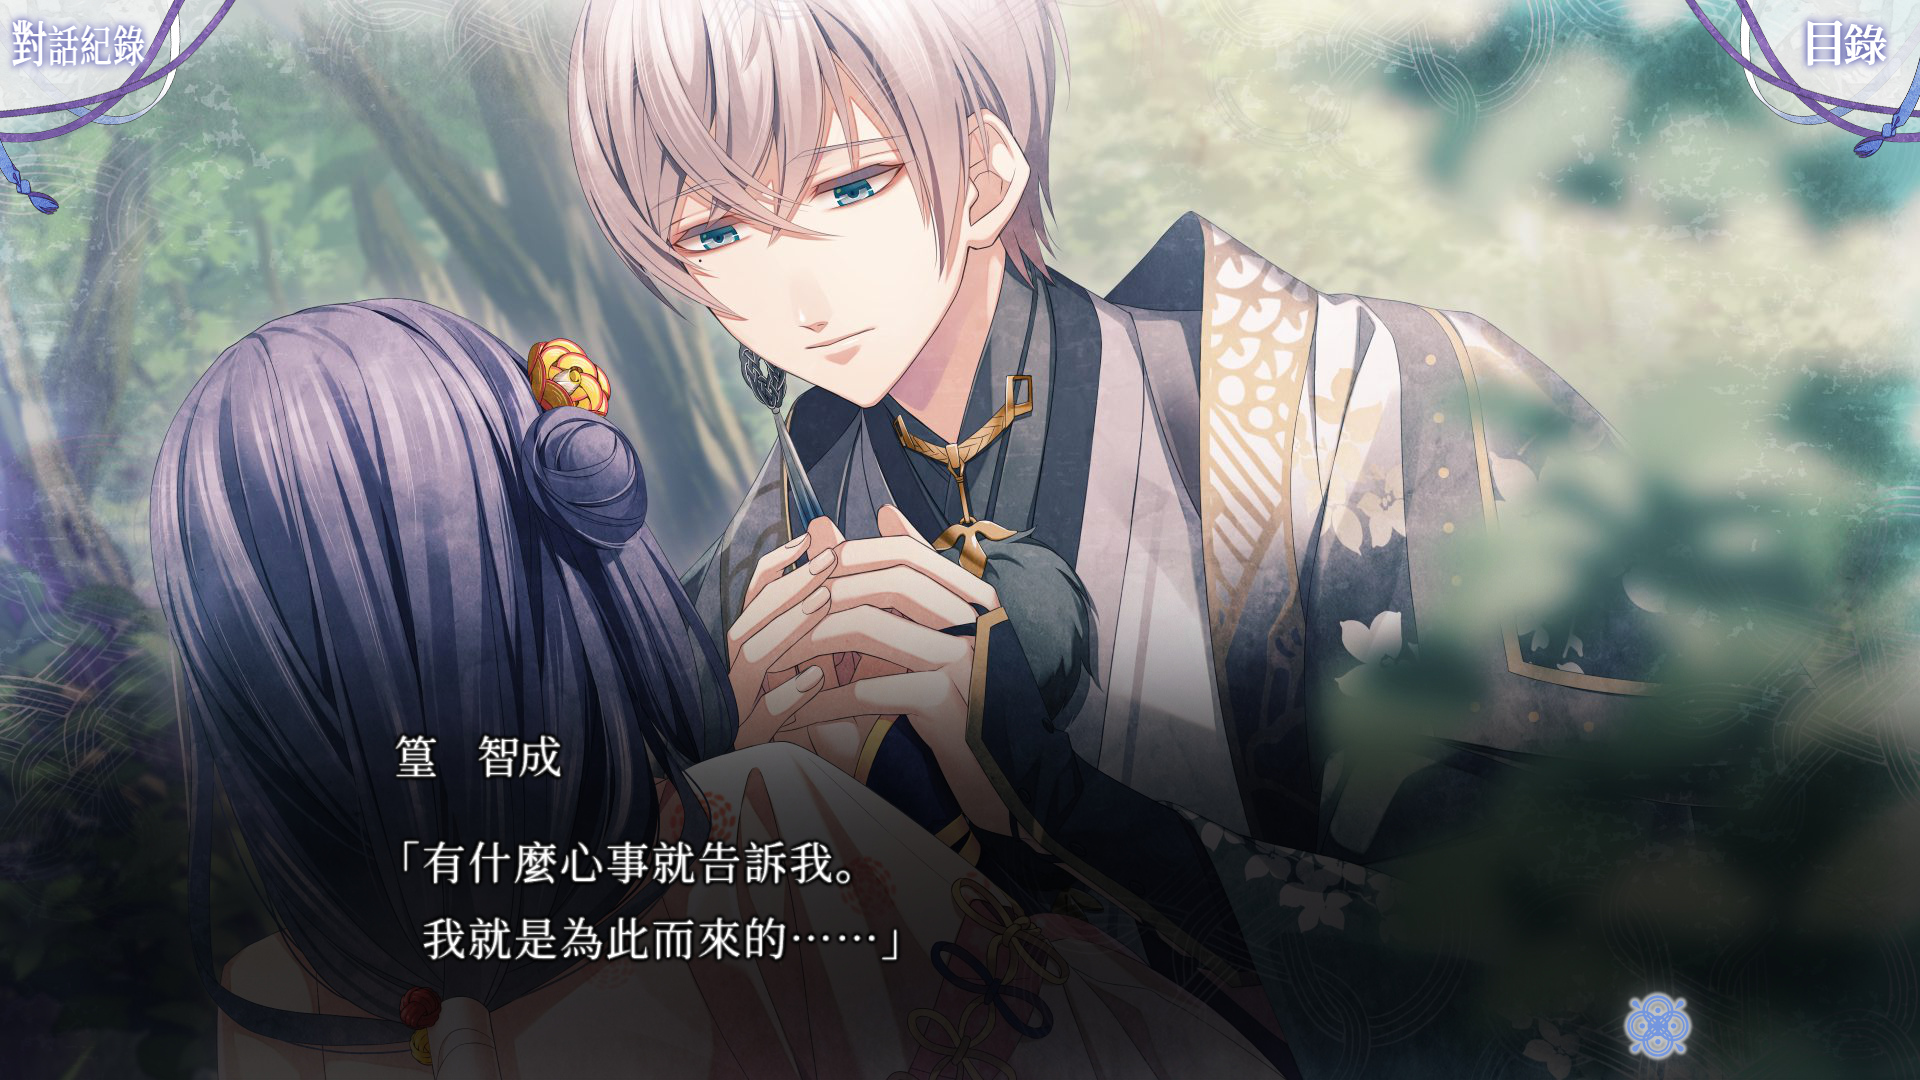 對話紀錄
目錄
篁　智成
「有什麼心事就告訴我。
我就是為此而來的……」